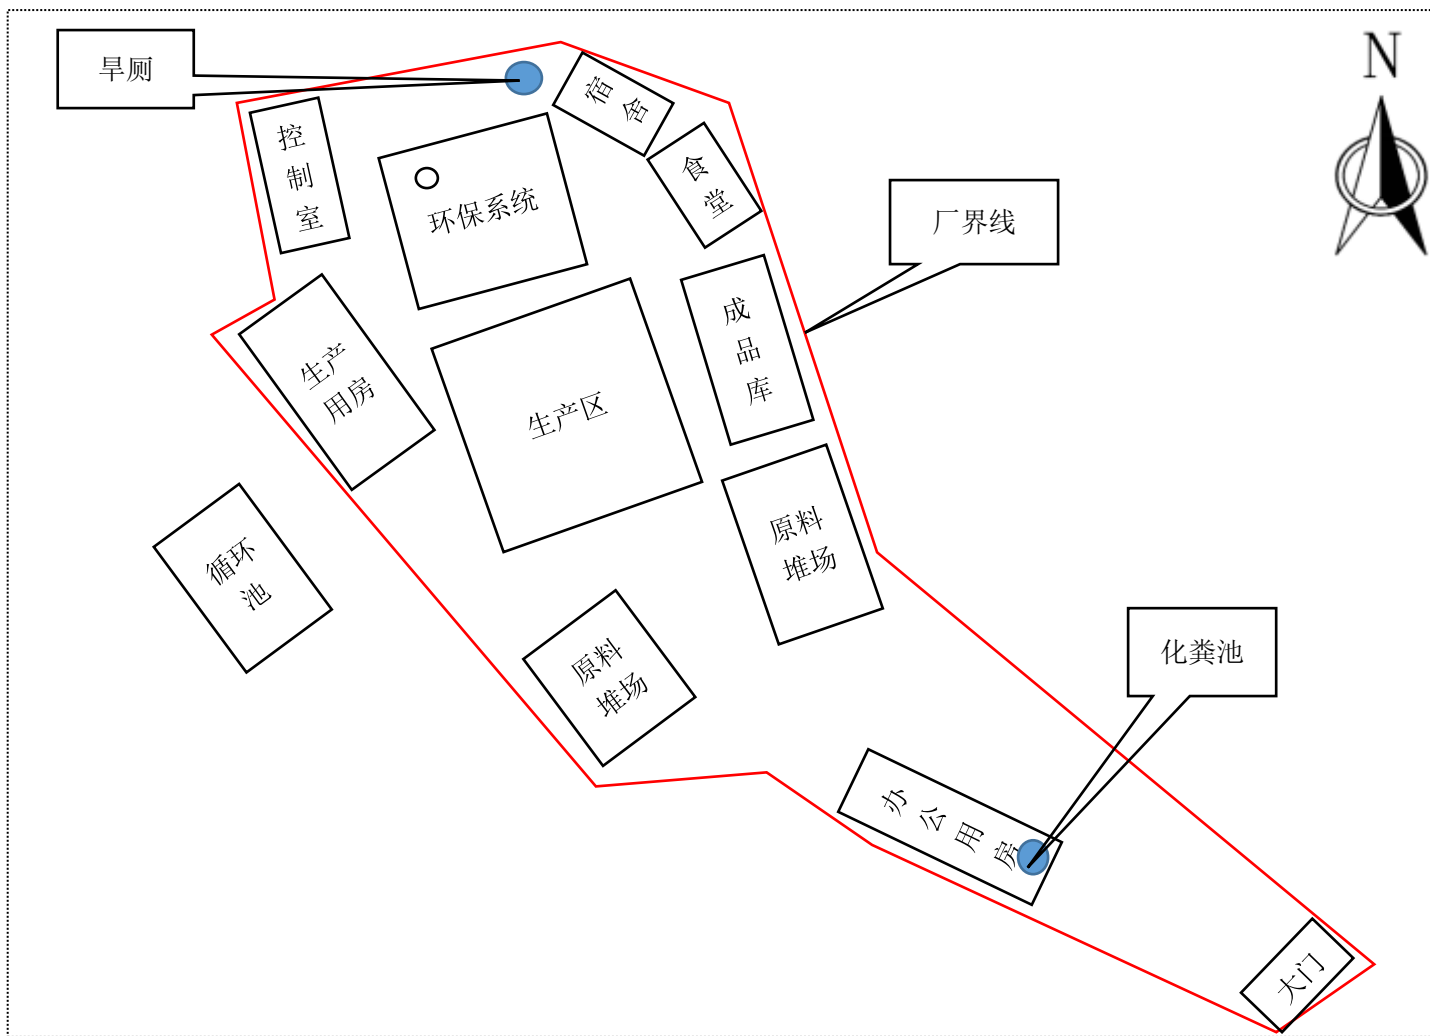 N
旱厕
宿舍
控制室
食堂
环保系统
厂界线
成品库
生产
用房
生产区
原料
堆场
循环
池
原料
堆场
化粪池
办公用房
大门